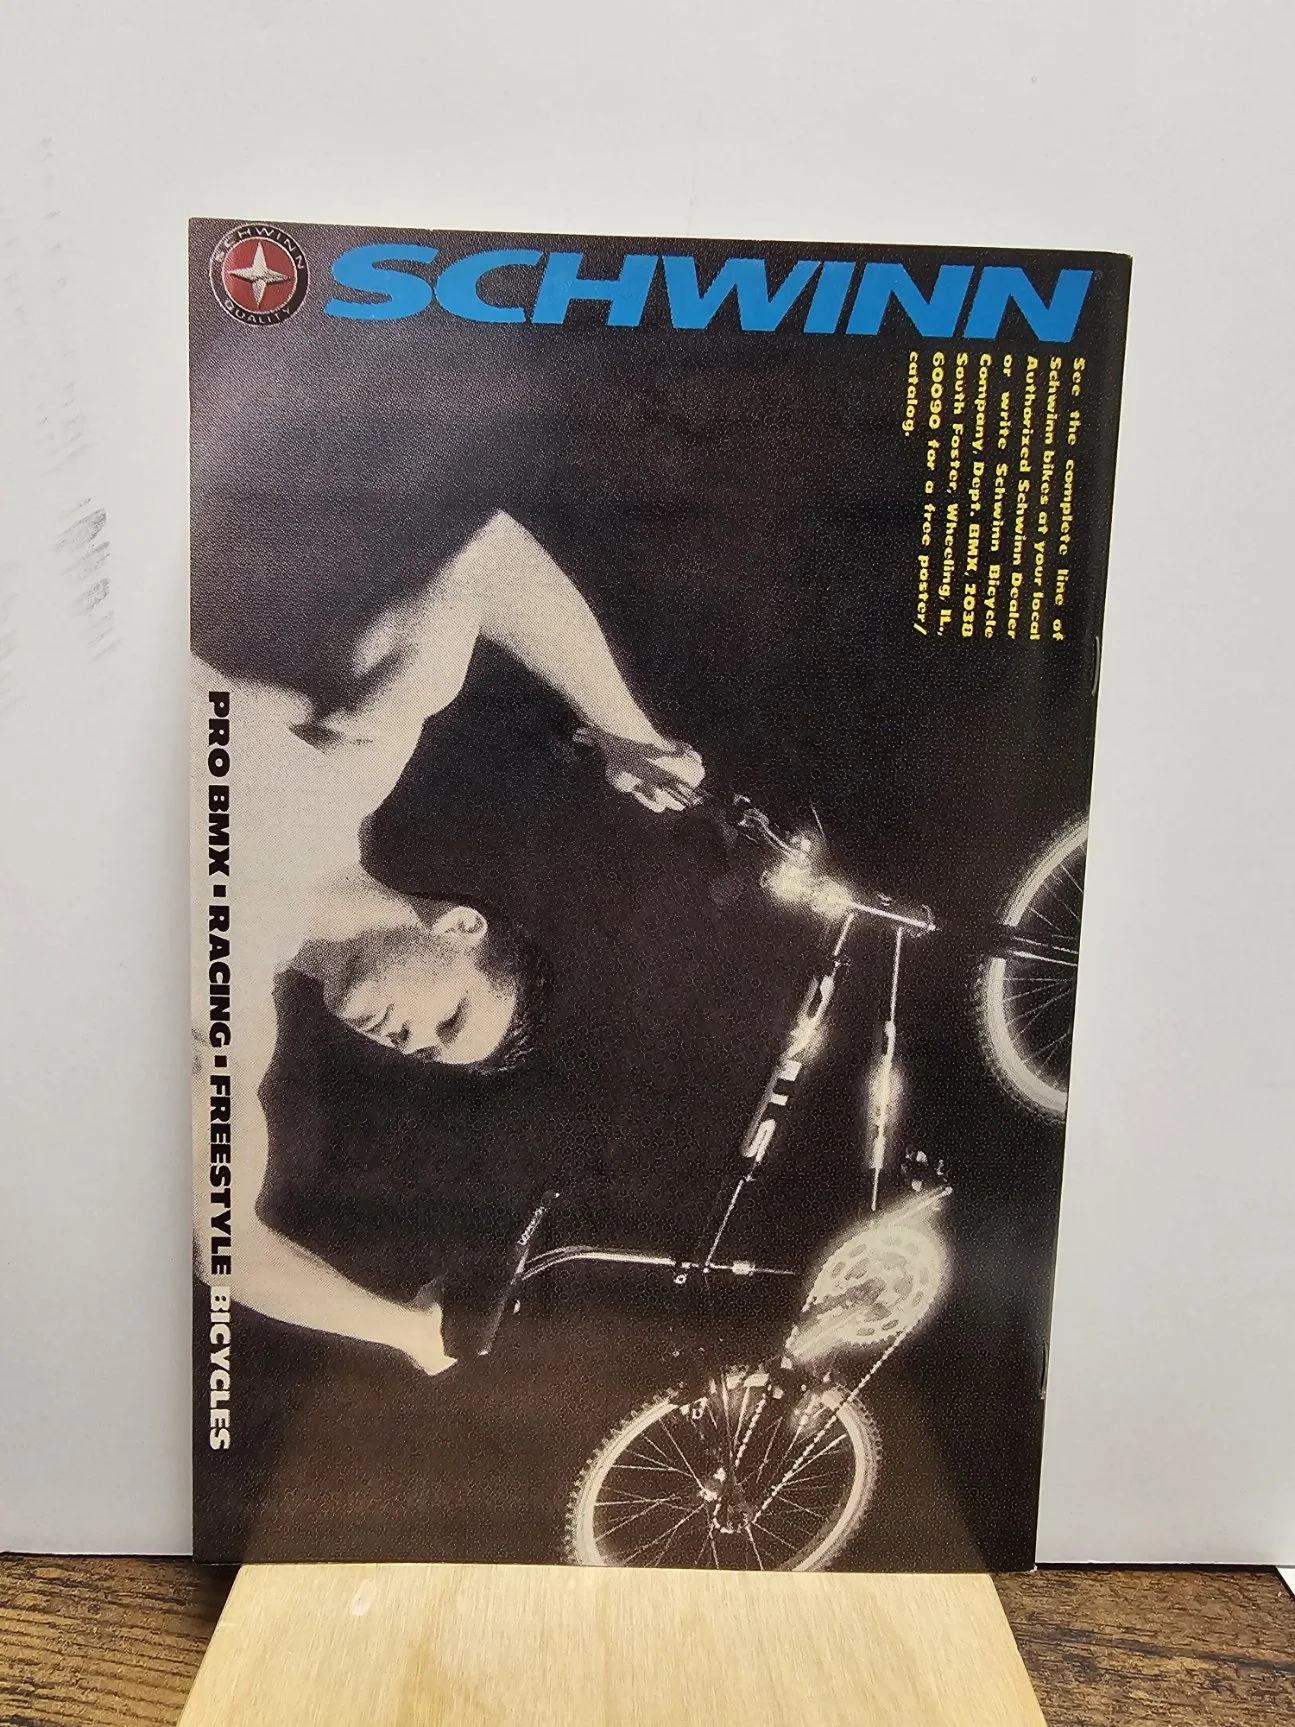 SCHWINN
QUALITY
SCHWINN
See the complete line of
Schwinn bikes at your local
Authorized Schwinn Dealer
or write Schwinn Bicycle
Company, Dept. BMX, 2038
South Foster, Wheeling, IL.,
60090 for a free poster/
catalog.
PRO BMX ▪ RACING ▪ FREESTYLE BICYCLES